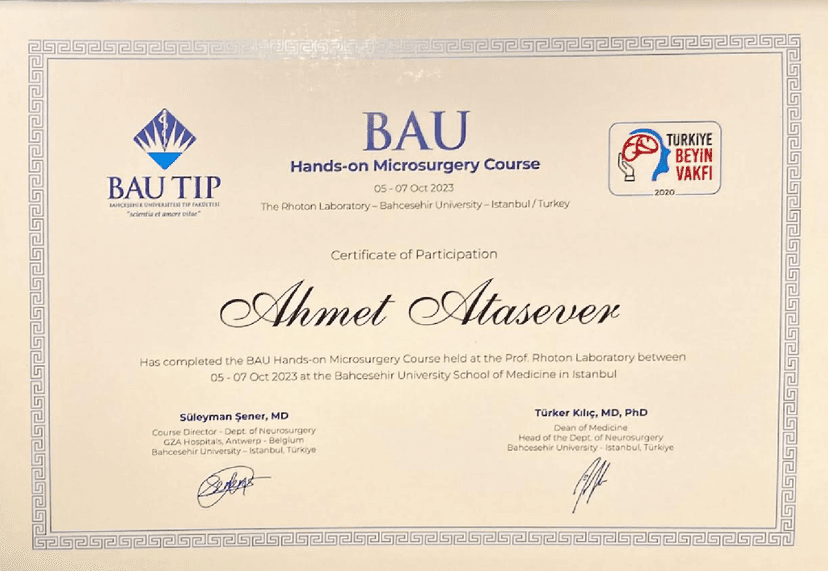 BAU
Hands-on Microsurgery Course
05 - 07 Oct 2023
The Rhoton Laboratory – Bahcesehir University – Istanbul / Turkey
BAU TIP
BAHÇEŞEHİR ÜNİVERSİTESİ TIP FAKÜLTESİ
"scientia et amore vitae"
TÜRKİYE
BEYİN
VAKFI
2020
Certificate of Participation
Ahmet Atasever
Has completed the BAU Hands-on Microsurgery Course held at the Prof. Rhoton Laboratory between
05 - 07 Oct 2023 at the Bahcesehir University School of Medicine in Istanbul
Süleyman Şener, MD
Course Director - Dept. of Neurosurgery
GZA Hospitals, Antwerp - Belgium
Bahcesehir University – Istanbul, Türkiye
Türker Kılıç, MD, PhD
Dean of Medicine
Head of the Dept. of Neurosurgery
Bahcesehir University - Istanbul, Türkiye